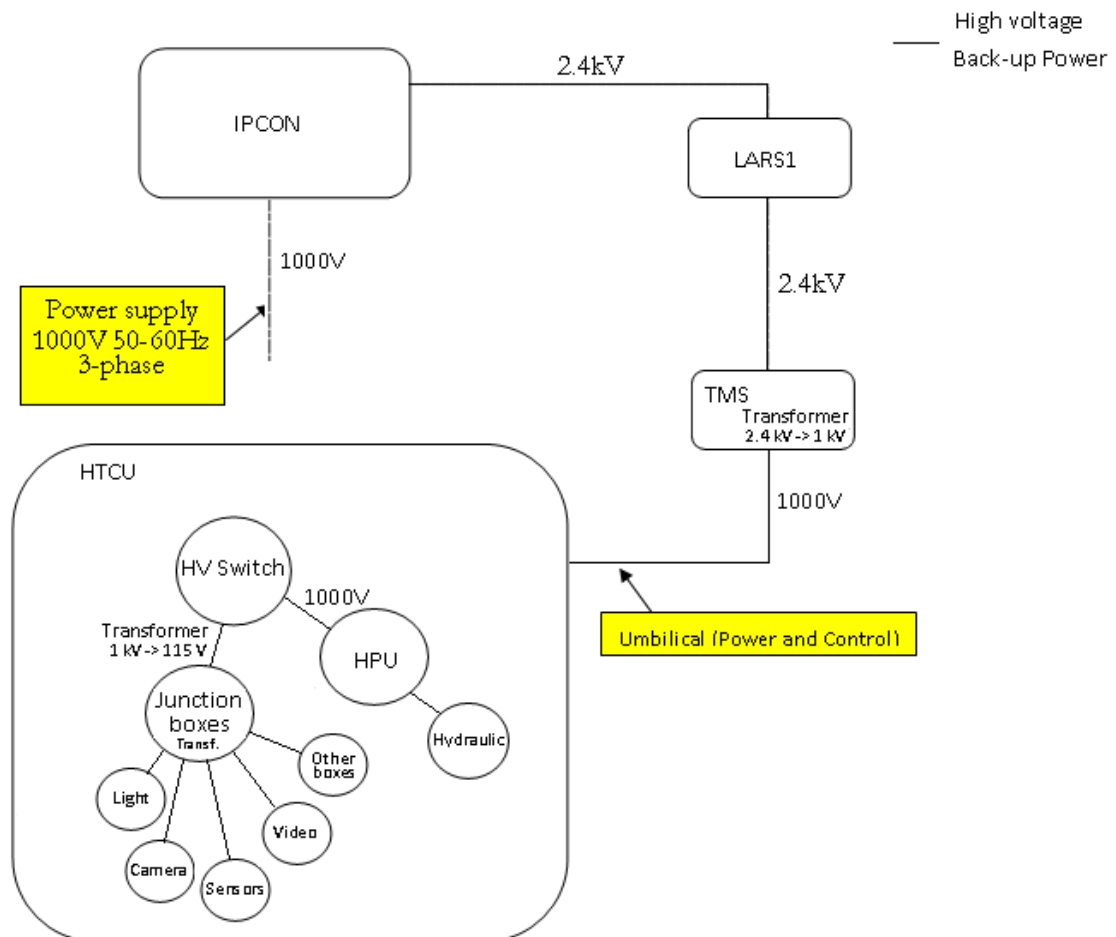 High voltage
Back-up Power
2.4kV
IPCON
LARS1
1000V
2.4kV
Power supply
1000V 50-60Hz
3-phase
TMS
Transformer
2.4 kV -> 1 kV
HTCU
1000V
HV Switch
1000V
Transformer
1 kV -> 115 V
HPU
Umbilical (Power and Control)
Junction
boxes
Transf.
Hydraulic
Other
boxes
Light
Video
Camera
Sensors